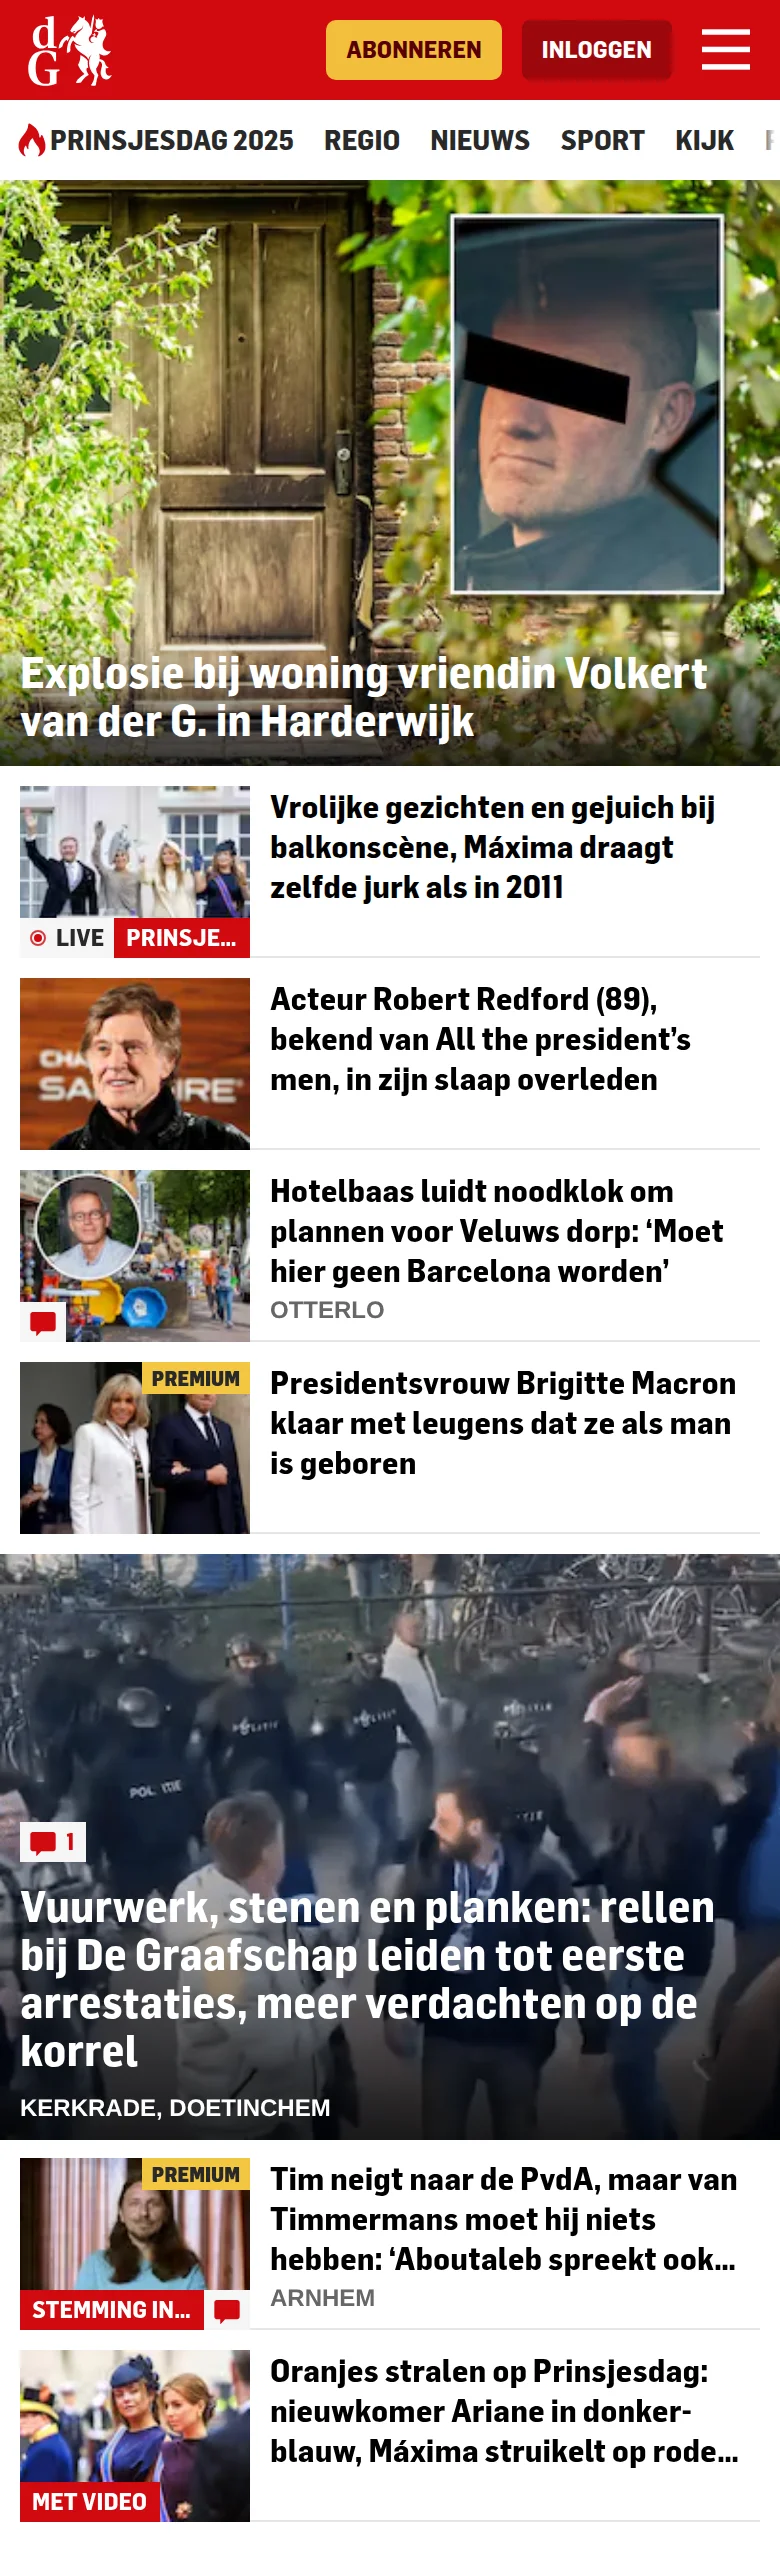 d
G
ABONNEREN
INLOGGEN
PRINSJESDAG 2025
REGIO
NIEUWS
SPORT
KIJK
Explosie bij woning vriendin Volkert
van der G. in Harderwijk
Vrolijke gezichten en gejuich bij
balkonscène, Máxima draagt
zelfde jurk als in 2011
LIVE
PRINSJE...
Acteur Robert Redford (89),
bekend van All the president’s
men, in zijn slaap overleden
Hotelbaas luidt noodklok om
plannen voor Veluws dorp: ‘Moet
hier geen Barcelona worden’
OTTERLO
PREMIUM
Presidentsvrouw Brigitte Macron
klaar met leugens dat ze als man
is geboren
POLITIE
1
Vuurwerk, stenen en planken: rellen
bij De Graafschap leiden tot eerste
arrestaties, meer verdachten op de
korrel
KERKRADE, DOETINCHEM
PREMIUM
STEMMING IN...
Tim neigt naar de PvdA, maar van
Timmermans moet hij niets
hebben: ‘Aboutaleb spreekt ook...
ARNHEM
MET VIDEO
Oranjes stralen op Prinsjesdag:
nieuwkomer Ariane in donker-
blauw, Máxima struikelt op rode...